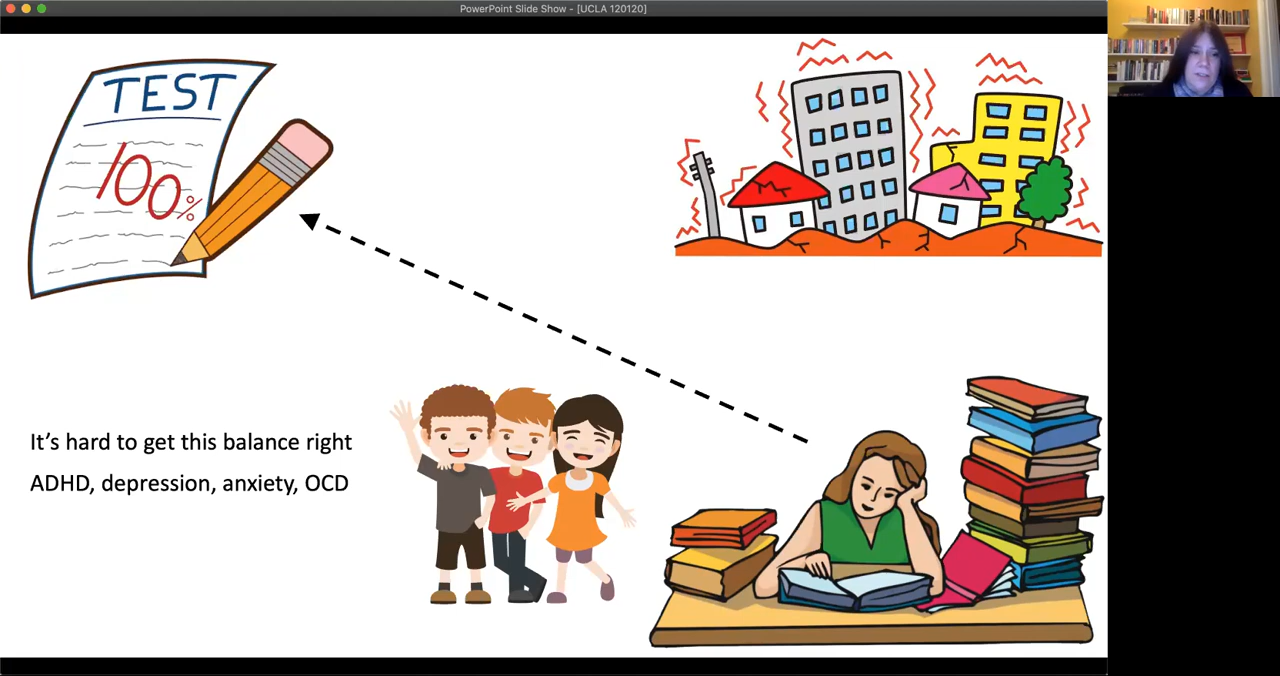 PowerPoint Slide Show - [UCLA 120120]
TEST
100%
It's hard to get this balance right
ADHD, depression, anxiety, OCD